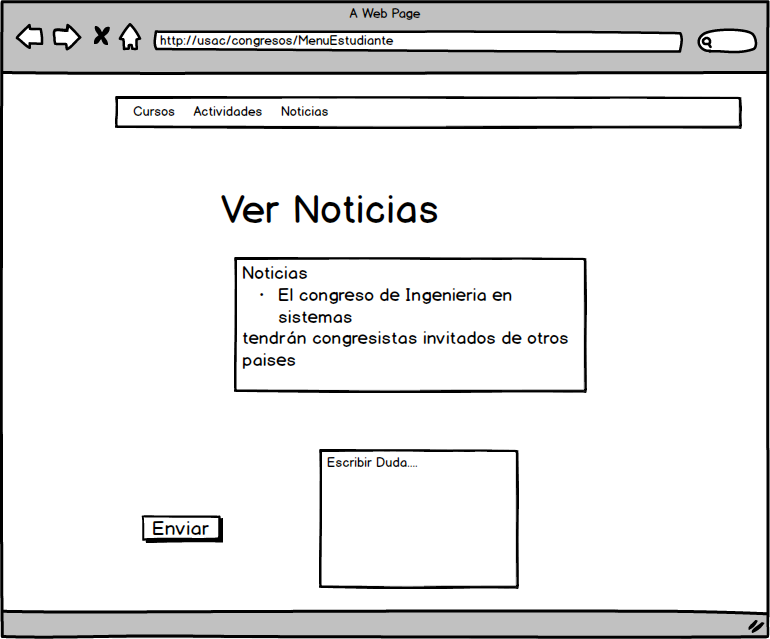 A Web Page
http://usac/congresos/MenuEstudiante
Cursos Actividades Noticias
Ver Noticias
Noticias
• El congreso de Ingenieria en
sistemas
tendrán congresistas invitados de otros
paises
Escribir Duda....
Enviar